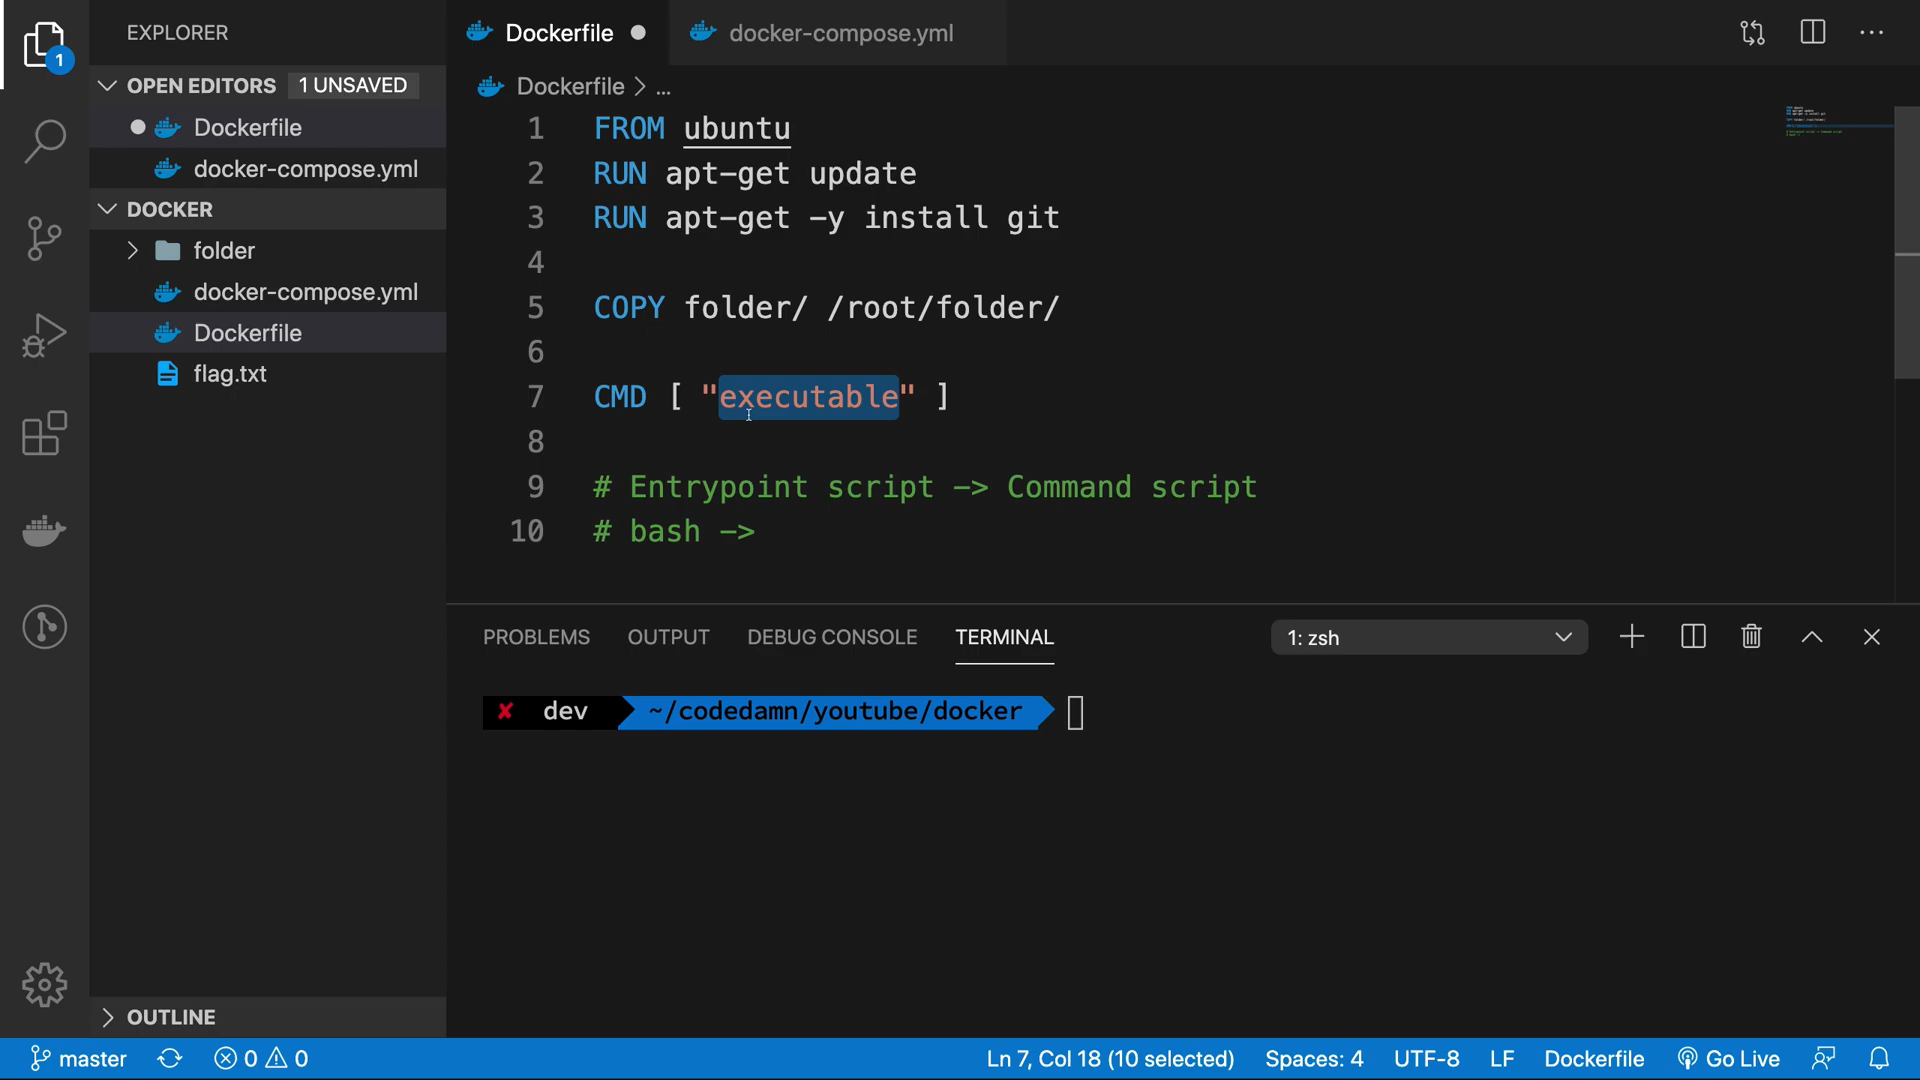 EXPLORER
OPEN EDITORS 1 UNSAVED
Dockerfile
docker-compose.yml
DOCKER
folder
docker-compose.yml
Dockerfile
flag.txt
OUTLINE
1
Dockerfile
docker-compose.yml
Dockerfile > ...
1 FROM ubuntu
2 RUN apt-get update
3 RUN apt-get -y install git
4
5 COPY folder/ /root/folder/
6
7 CMD [ "executable" ]
8
9 # Entrypoint script -> Command script
10 # bash ->
PROBLEMS OUTPUT DEBUG CONSOLE TERMINAL 1: zsh
✘ dev ~/codedamn/youtube/docker
master 0 0 Ln 7, Col 18 (10 selected) Spaces: 4 UTF-8 LF Dockerfile Go Live